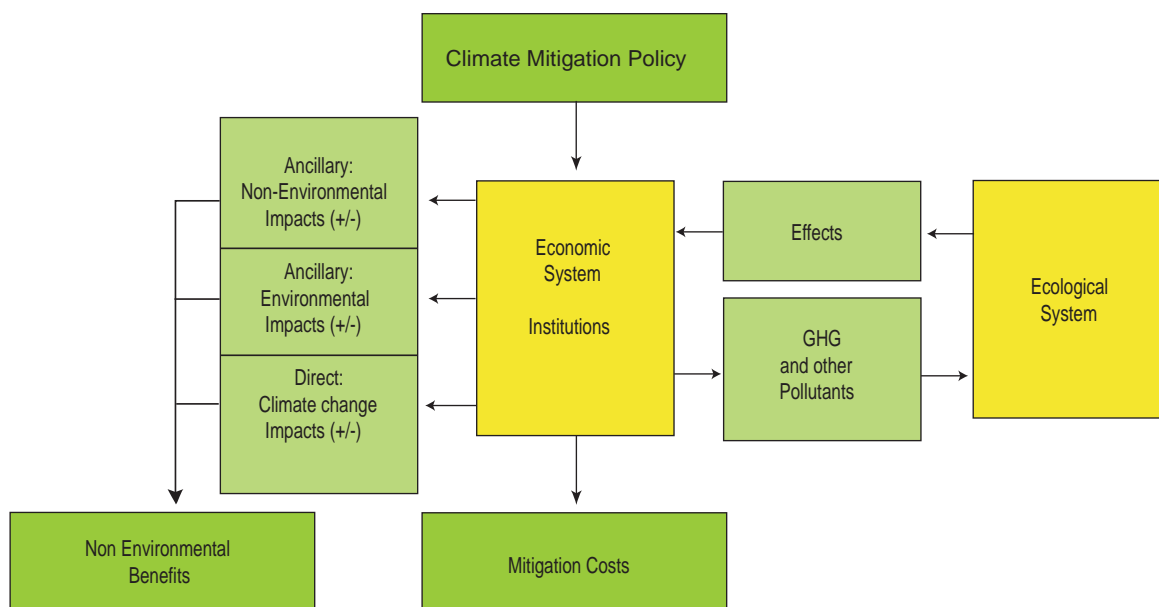 Climate Mitigation Policy
Ancillary:
Non-Environmental
Impacts (+/-)
Ancillary:
Environmental
Impacts (+/-)
Direct:
Climate change
Impacts (+/-)
Economic
System
Institutions
Effects
GHG
and other
Pollutants
Ecological
System
Non Environmental
Benefits
Mitigation Costs